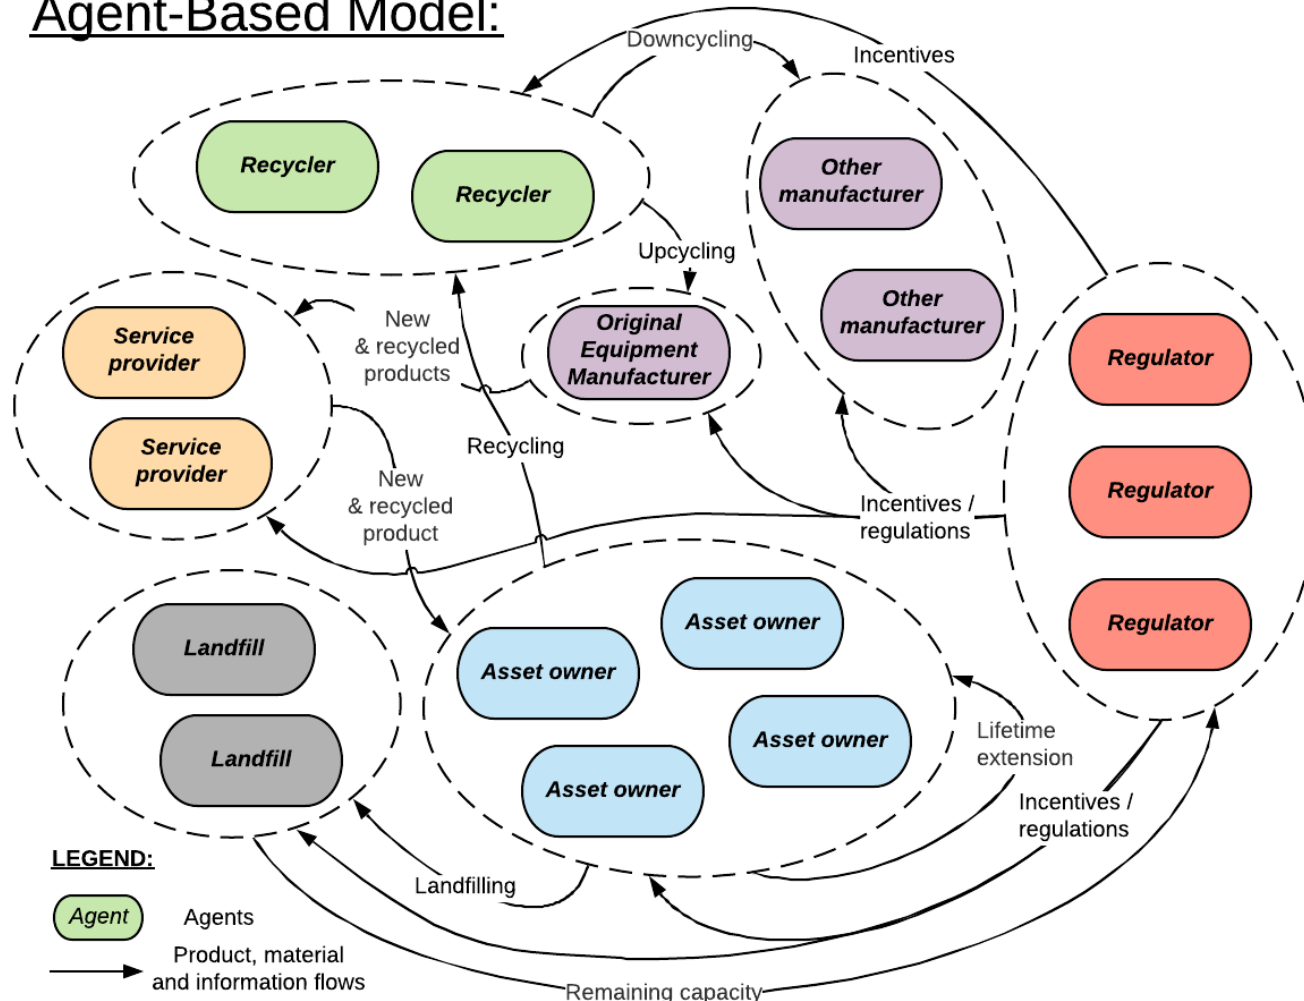 Agent-Based Model:
Downcycling
Incentives
Recycler
Recycler
Other
manufacturer
Upcycling
Other
manufacturer
Original
Equipment
Manufacturer
New
& recycled
products
Service
provider
Service
provider
Regulator
Regulator
Regulator
Recycling
New
& recycled
product
Incentives /
regulations
Asset owner
Asset owner
Asset owner
Asset owner
Landfill
Landfill
Lifetime
extension
Incentives /
regulations
Landfilling
LEGEND:
Agent
Agents
Product, material
and information flows
Remaining capacity